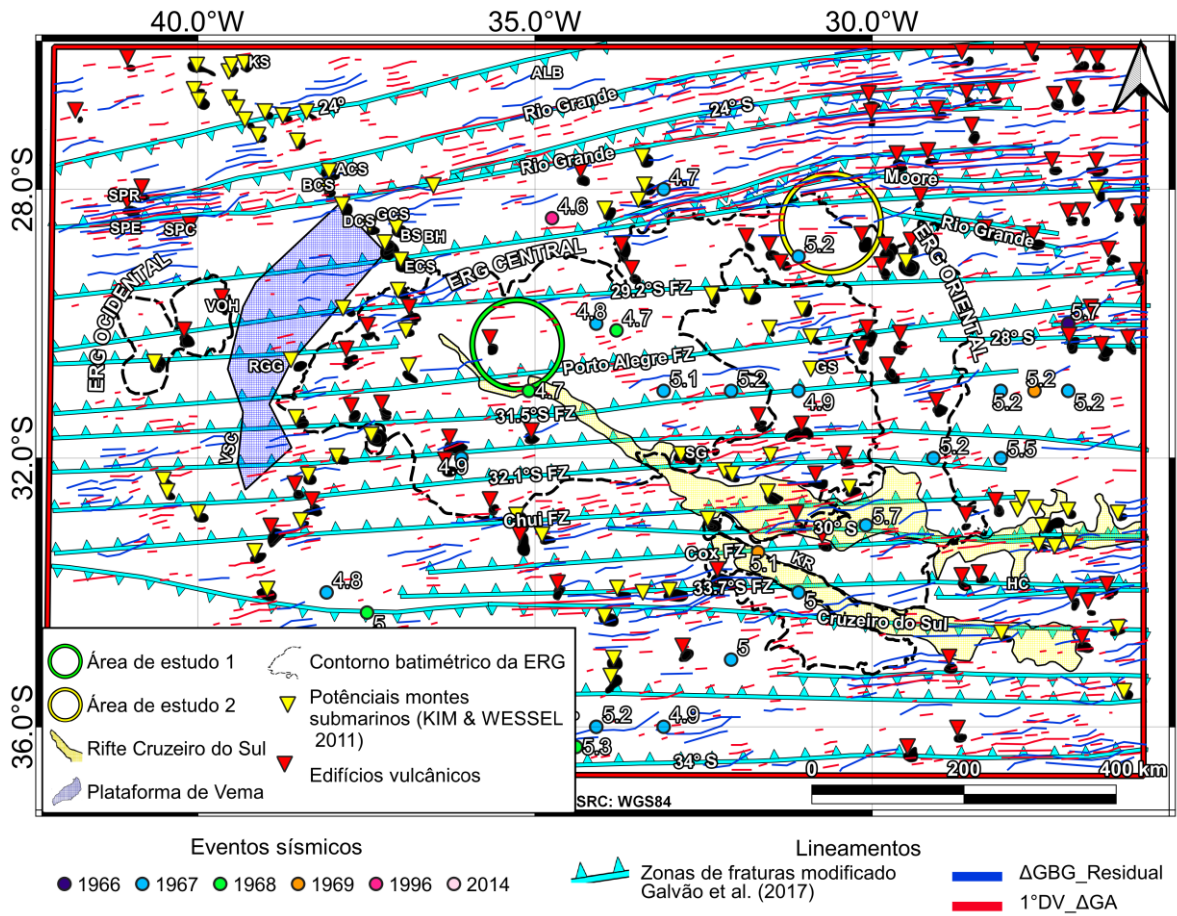 40.0°W
35.0°W
30.0°W
28.0°S
32.0°S
36.0°S
KS
24º
ALB
Rio Grande
24° S
Rio Grande
ACS
BCS
4.7
Moore
SPR
SPE
SPC
DCS
GCS
4.6
BS
BH
ECS
ERG CENTRAL
5.2
Rio Grande
ERG OCIDENTAL
VOH
29.2°S FZ
ERG ORIENTAL
4.8
4.7
5.7
28° S
RGG
Porto Alegre FZ
GS
4.7
5.1
5.2
4.9
5.2
5.2
31.5°S FZ
VSC
4.9
SG
5.2
5.5
32.1°S FZ
Chui FZ
30° S
5.7
Cox FZ
5.1
KR
33.7°S FZ
HC
4.8
5
5
Cruzeiro do Sul
5
5.2
4.9
5.3
34° S
Área de estudo 1
Área de estudo 2
Rifte Cruzeiro do Sul
Plataforma de Vema
Contorno batimétrico da ERG
Potênciais montes
submarinos (KIM & WESSEL
2011)
Edifícios vulcânicos
0
200
400 km
SRC: WGS84
Eventos sísmicos
1966
1967
1968
1969
1996
2014
Lineamentos
Zonas de fraturas modificado
Galvão et al. (2017)
ΔGBG_Residual
1°DV_ΔGA